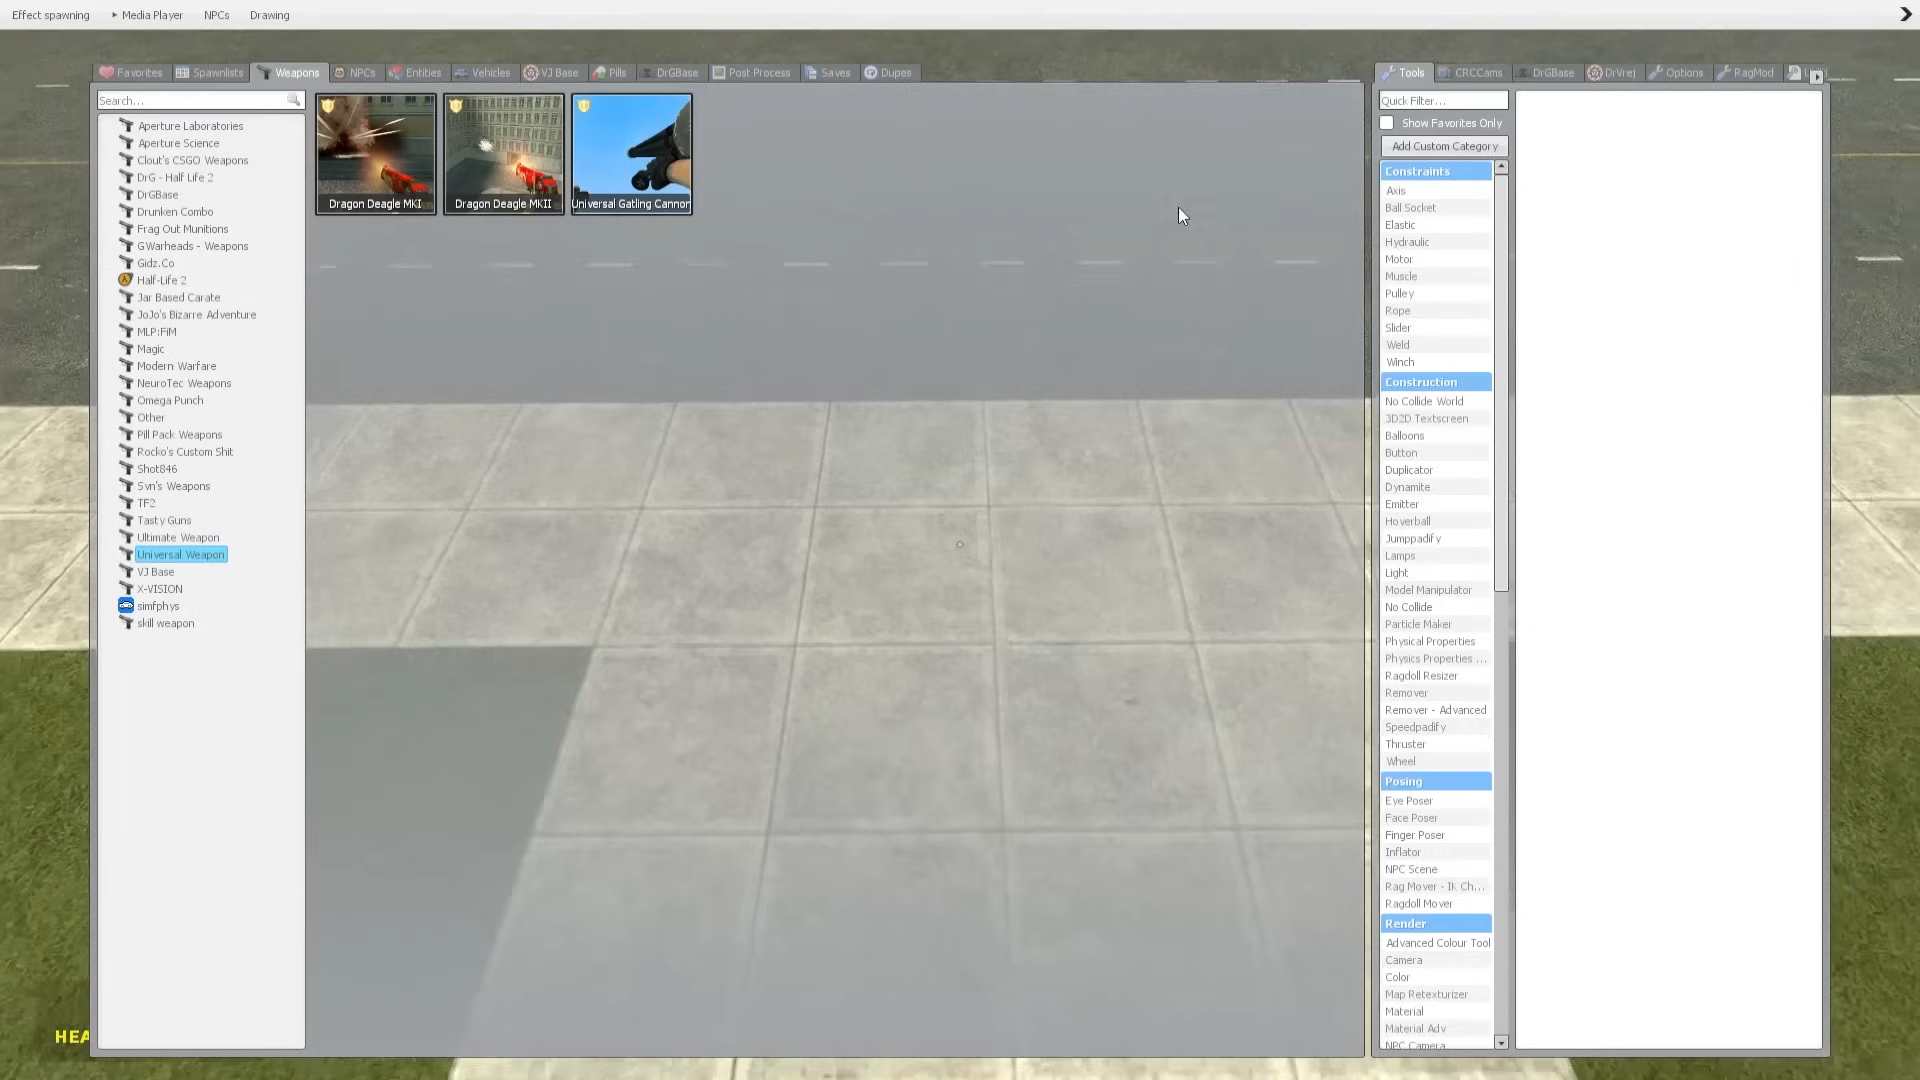 Effect spawning
Media Player
NPCs
Drawing
Favorites
Spawnlists
Weapons
NPCs
Entities
Vehicles
VJ Base
Pills
DrGBase
Post Process
Saves
Dupes
Tools
CRCCams
DrGBase
DrVrej
Options
RagMod
Search...
Aperture Laboratories
Aperture Science
Clout's CSGO Weapons
DrG - Half Life 2
DrGBase
Drunken Combo
Frag Out Munitions
GWarheads - Weapons
Gidz.Co
Half-Life 2
Jar Based Carate
JoJo's Bizarre Adventure
MLP:FiM
Magic
Modern Warfare
NeuroTec Weapons
Omega Punch
Other
Pill Pack Weapons
Rocko's Custom Shit
Shot846
Svn's Weapons
TF2
Tasty Guns
Ultimate Weapon
Universal Weapon
VJ Base
X-VISION
simfphys
skill weapon
Dragon Deagle MKI
Dragon Deagle MKII
Universal Gatling Cannon
Quick Filter...
Show Favorites Only
Add Custom Category
Constraints
Axis
Ball Socket
Elastic
Hydraulic
Motor
Muscle
Pulley
Rope
Slider
Weld
Winch
Construction
No Collide World
3D2D Textscreen
Balloons
Button
Duplicator
Dynamite
Emitter
Hoverball
Jumppadify
Lamps
Light
Model Manipulator
No Collide
Particle Maker
Physical Properties
Physics Properties ...
Ragdoll Resizer
Remover
Remover - Advanced
Speedpadify
Thruster
Wheel
Posing
Eye Poser
Face Poser
Finger Poser
Inflator
NPC Scene
Rag Mover - Ik Ch...
Ragdoll Mover
Render
Advanced Colour Tool
Camera
Color
Map Retexturizer
Material
Material Adv
NPC Camera
HEA